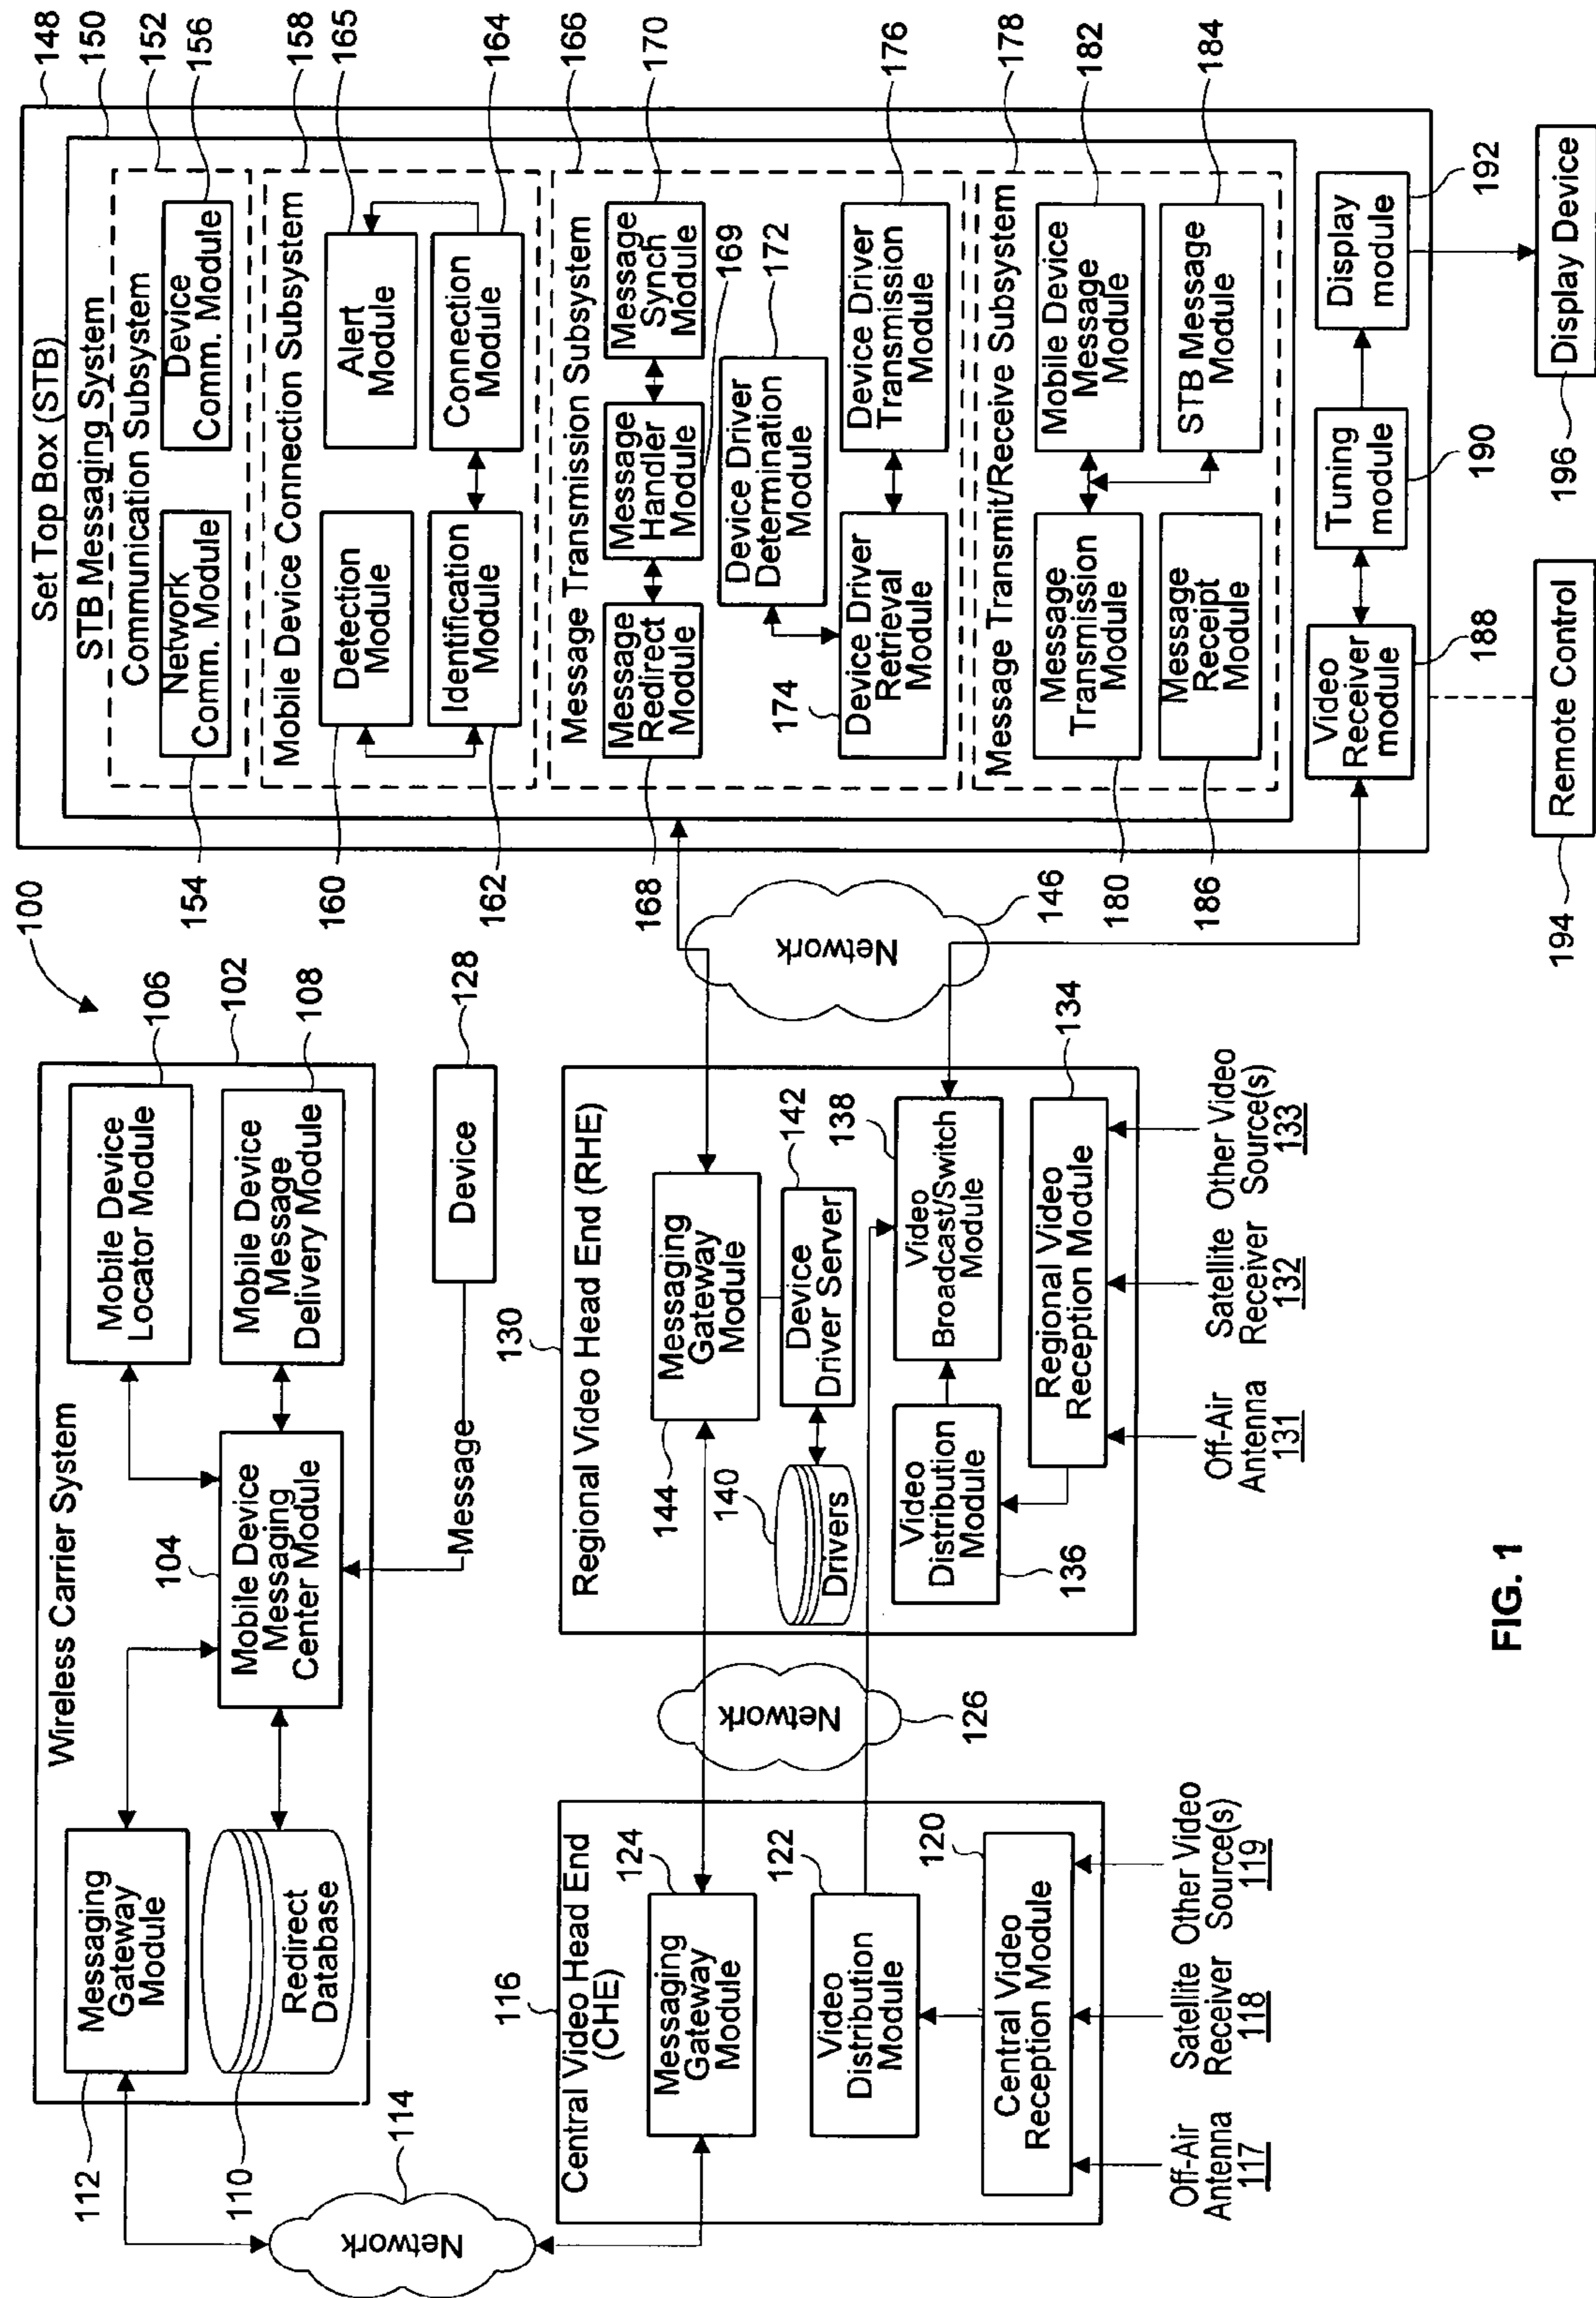 100
Wireless Carrier System
102
Messaging
Gateway
Module
112
Redirect
Database
110
104
Mobile Device
Messaging
Center Module
Mobile Device
Locator Module
106
Mobile Device
Message
Delivery Module
108
Message
Device
128
114
Network
Central Video Head End
(CHE)
116
Messaging
Gateway
Module
124
Video
Distribution
Module
122
Central Video
Reception Module
120
Off-Air
Antenna
117
Satellite
Receiver
118
Other Video
Source(s)
119
Network
126
Regional Video Head End (RHE)
130
Messaging
Gateway
Module
144
Drivers
140
Device
Driver Server
142
Video
Distribution
Module
136
Video
Broadcast/Switch
Module
138
Regional Video
Reception Module
134
Off-Air
Antenna
131
Satellite
Receiver
132
Other Video
Source(s)
133
Network
146
Set Top Box (STB)
148
STB Messaging System
150
Communication Subsystem
152
Network
Comm. Module
154
Device
Comm. Module
156
Mobile Device Connection Subsystem
158
Detection
Module
160
Alert
Module
165
Identification
Module
162
Connection
Module
164
Message Transmission Subsystem
166
Message
Redirect
Module
168
Message
Handler
Module
169
Message
Synch
Module
170
Device Driver
Determination
Module
172
174
Device Driver
Retrieval
Module
Device Driver
Transmission
Module
176
Message Transmit/Receive Subsystem
178
Message
Transmission
Module
180
Mobile Device
Message
Module
182
Message
Receipt
Module
186
STB Message
Module
184
Video
Receiver
module
188
Tuning
module
190
Display
module
192
Remote Control
194
Display Device
196
FIG. 1